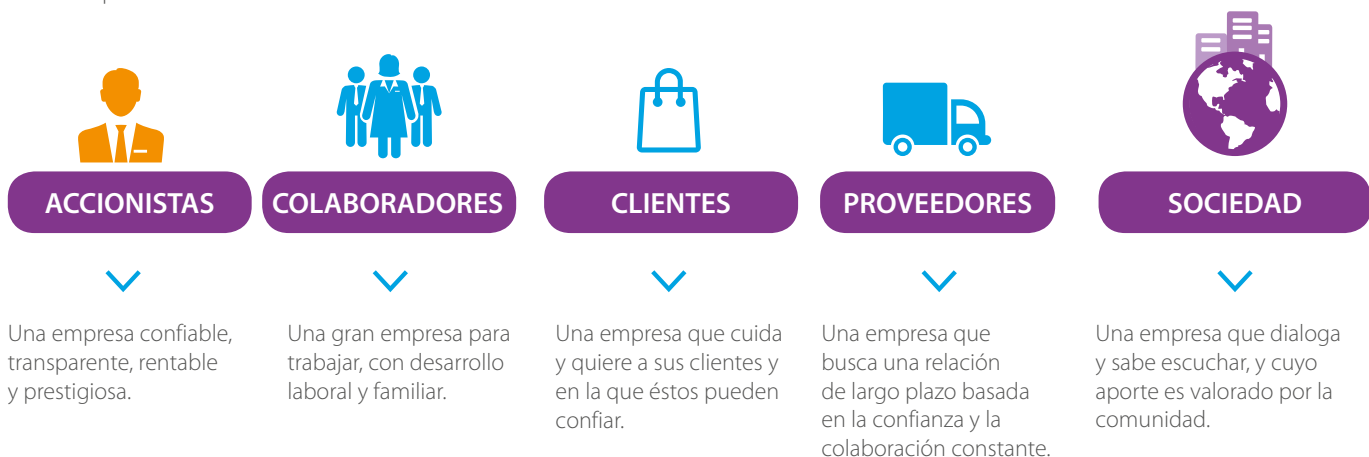 ACCIONISTAS
Una empresa confiable,
transparente, rentable
y prestigiosa.
COLABORADORES
Una gran empresa para
trabajar, con desarrollo
laboral y familiar.
CLIENTES
Una empresa que cuida
y quiere a sus clientes y
en la que éstos pueden
confiar.
PROVEEDORES
Una empresa que
busca una relación
de largo plazo basada
en la confianza y la
colaboración constante.
SOCIEDAD
Una empresa que dialoga
y sabe escuchar, y cuyo
aporte es valorado por la
comunidad.